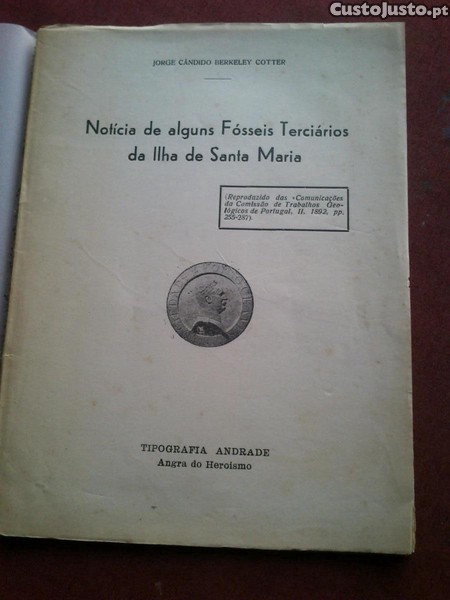 CustoJusto.pt
JORGE CÂNDIDO BERKELEY COTTER
Notícia de alguns Fósseis Terciários
da Ilha de Santa Maria
(Reproduzido das «Comunicações
da Comissão de Trabalhos Geo-
lógicos de Portugal, II. 1892, pp.
255-287).
TIPOGRAFIA ANDRADE
Angra do Heroismo